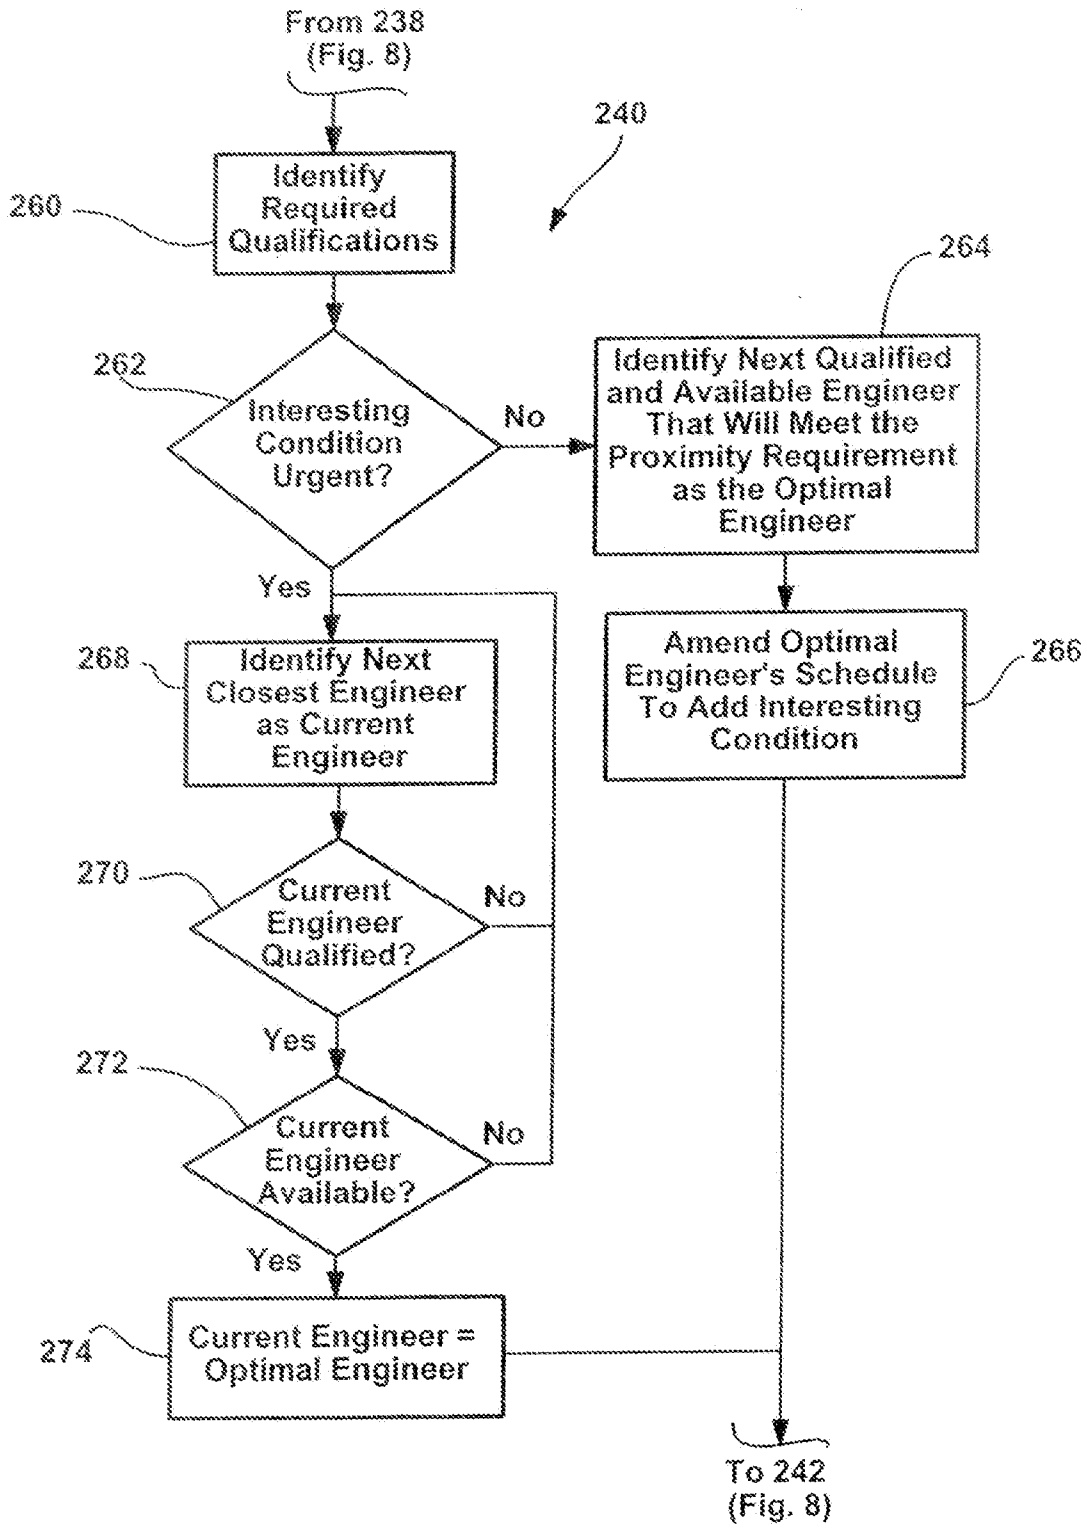 From 238
(Fig. 8)
240
260
Identify
Required
Qualifications
264
262
Interesting
Condition
Urgent?
No
Identify Next Qualified
and Available Engineer
That Will Meet the
Proximity Requirement
as the Optimal
Engineer
Yes
268
Identify Next
Closest Engineer
as Current
Engineer
Amend Optimal
Engineer's Schedule
To Add Interesting
Condition
266
270
Current
Engineer
Qualified?
No
Yes
272
Current
Engineer
Available?
No
Yes
274
Current Engineer =
Optimal Engineer
To 242
(Fig. 8)